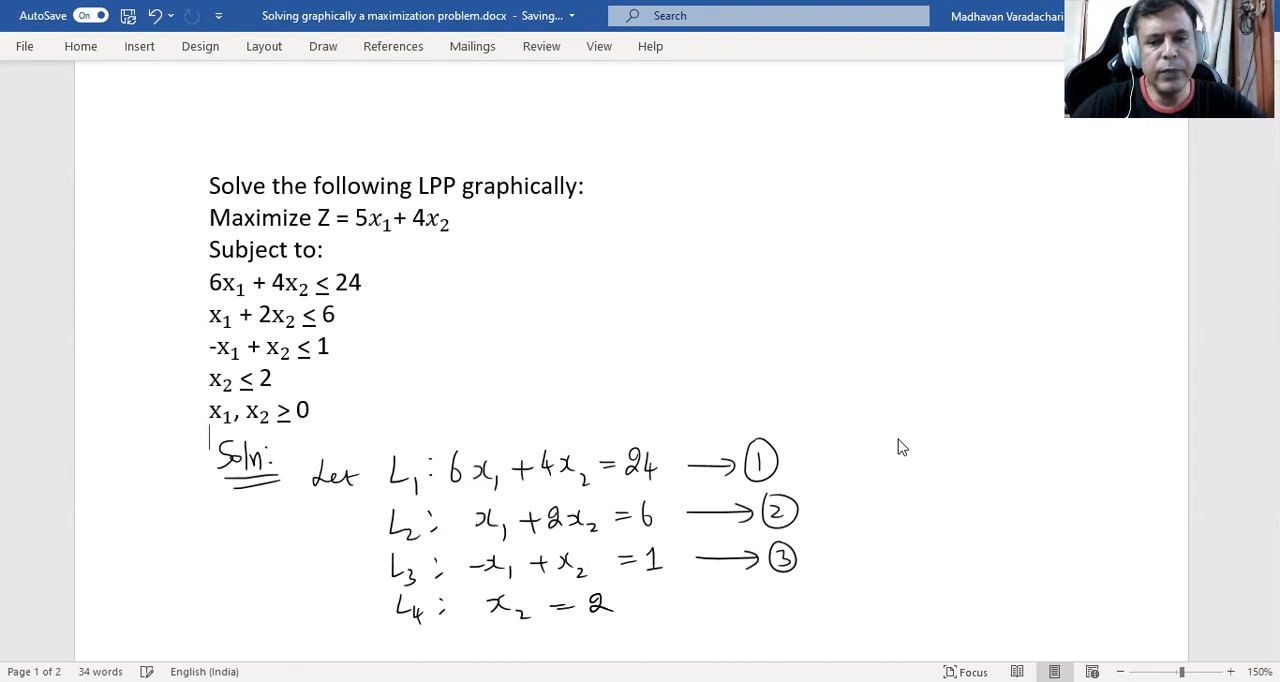 AutoSave On Solving graphically a maximization problem.docx - Saving... Search Madhavan Varadachari
File Home Insert Design Layout Draw References Mailings Review View Help
Solve the following LPP graphically:
Maximize Z = 5x₁+ 4x₂
Subject to:
6x₁ + 4x₂ ≤ 24
x₁ + 2x₂ ≤ 6
-x₁ + x₂ ≤ 1
x₂ ≤ 2
x₁, x₂ ≥ 0
Soln: Let L₁: 6x₁ + 4x₂ = 24 → ①
L₂: x₁ + 2x₂ = 6 → ②
L₃: -x₁ + x₂ = 1 → ③
L₄: x₂ = 2
Page 1 of 2 34 words English (India) Focus 150%